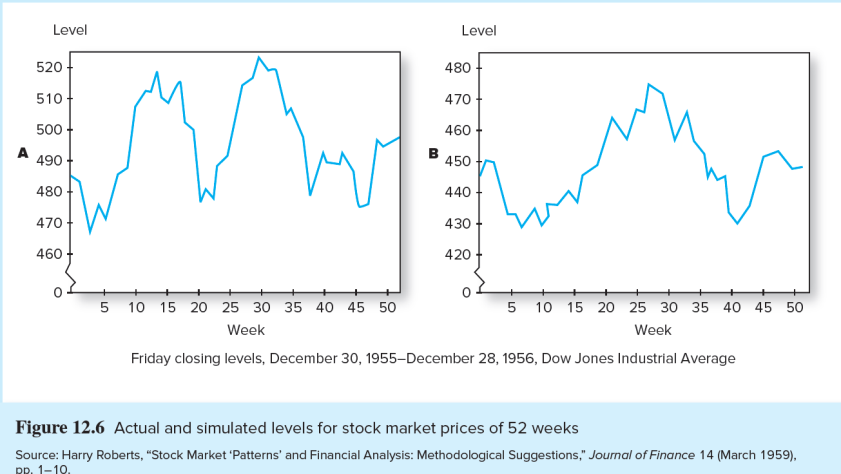 Level
520
510
500
490
480
470
460
0
A
5 10 15 20 25 30 35 40 45 50
Week
Level
480
470
460
450
440
430
420
0
B
5 10 15 20 25 30 35 40 45 50
Week
Friday closing levels, December 30, 1955–December 28, 1956, Dow Jones Industrial Average
Figure 12.6 Actual and simulated levels for stock market prices of 52 weeks
Source: Harry Roberts, “Stock Market ‘Patterns’ and Financial Analysis: Methodological Suggestions,” Journal of Finance 14 (March 1959),
pp. 1–10.